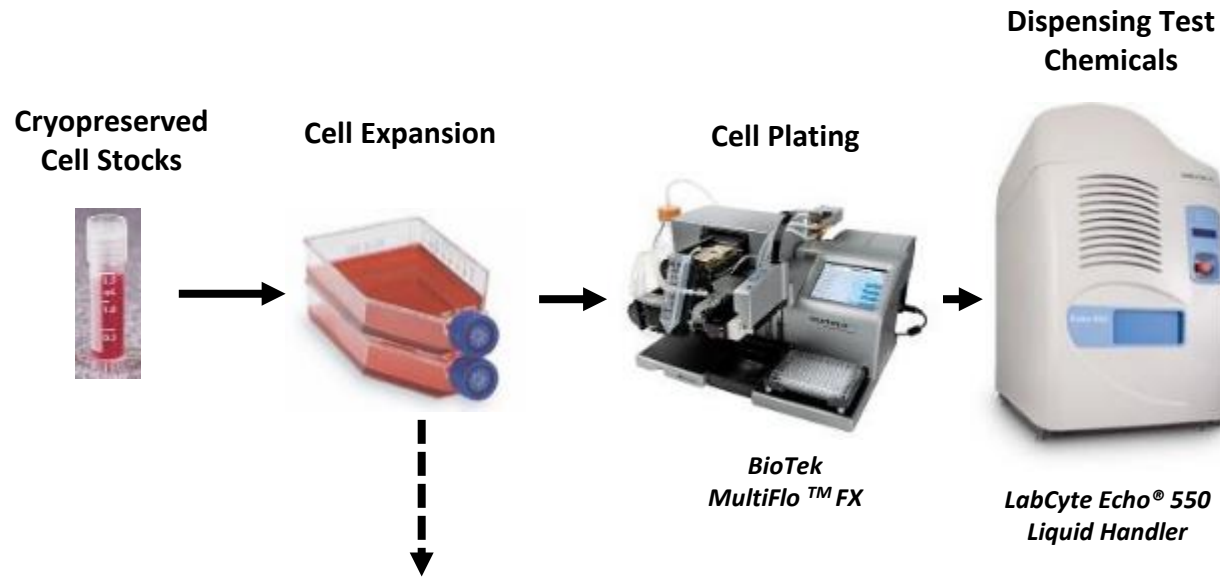 Cryopreserved
Cell Stocks
Cell Expansion
Cell Plating
Dispensing Test
Chemicals
BioTek
MultiFlo ™ FX
LabCyte Echo® 550
Liquid Handler